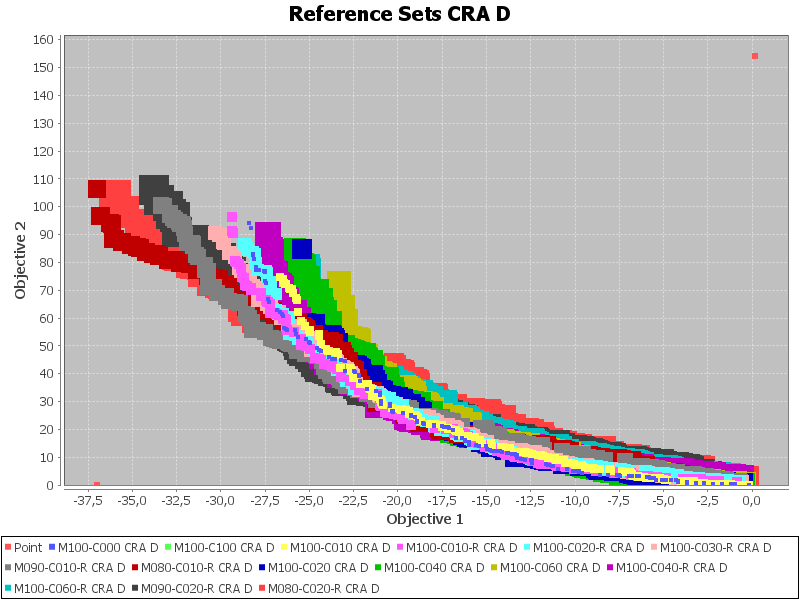 Reference Sets CRA D
160
150
140
130
120
110
100
90
80
70
60
50
40
30
20
10
0
Objective 2
-37,5 -35,0 -32,5 -30,0 -27,5 -25,0 -22,5 -20,0 -17,5 -15,0 -12,5 -10,0 -7,5 -5,0 -2,5 0,0
Objective 1
Point M100-C000 CRA D M100-C100 CRA D M100-C010 CRA D M100-C010-R CRA D M100-C020-R CRA D M100-C030-R CRA D
M090-C010-R CRA D M080-C010-R CRA D M100-C020 CRA D M100-C040 CRA D M100-C060 CRA D M100-C040-R CRA D
M100-C060-R CRA D M090-C020-R CRA D M080-C020-R CRA D